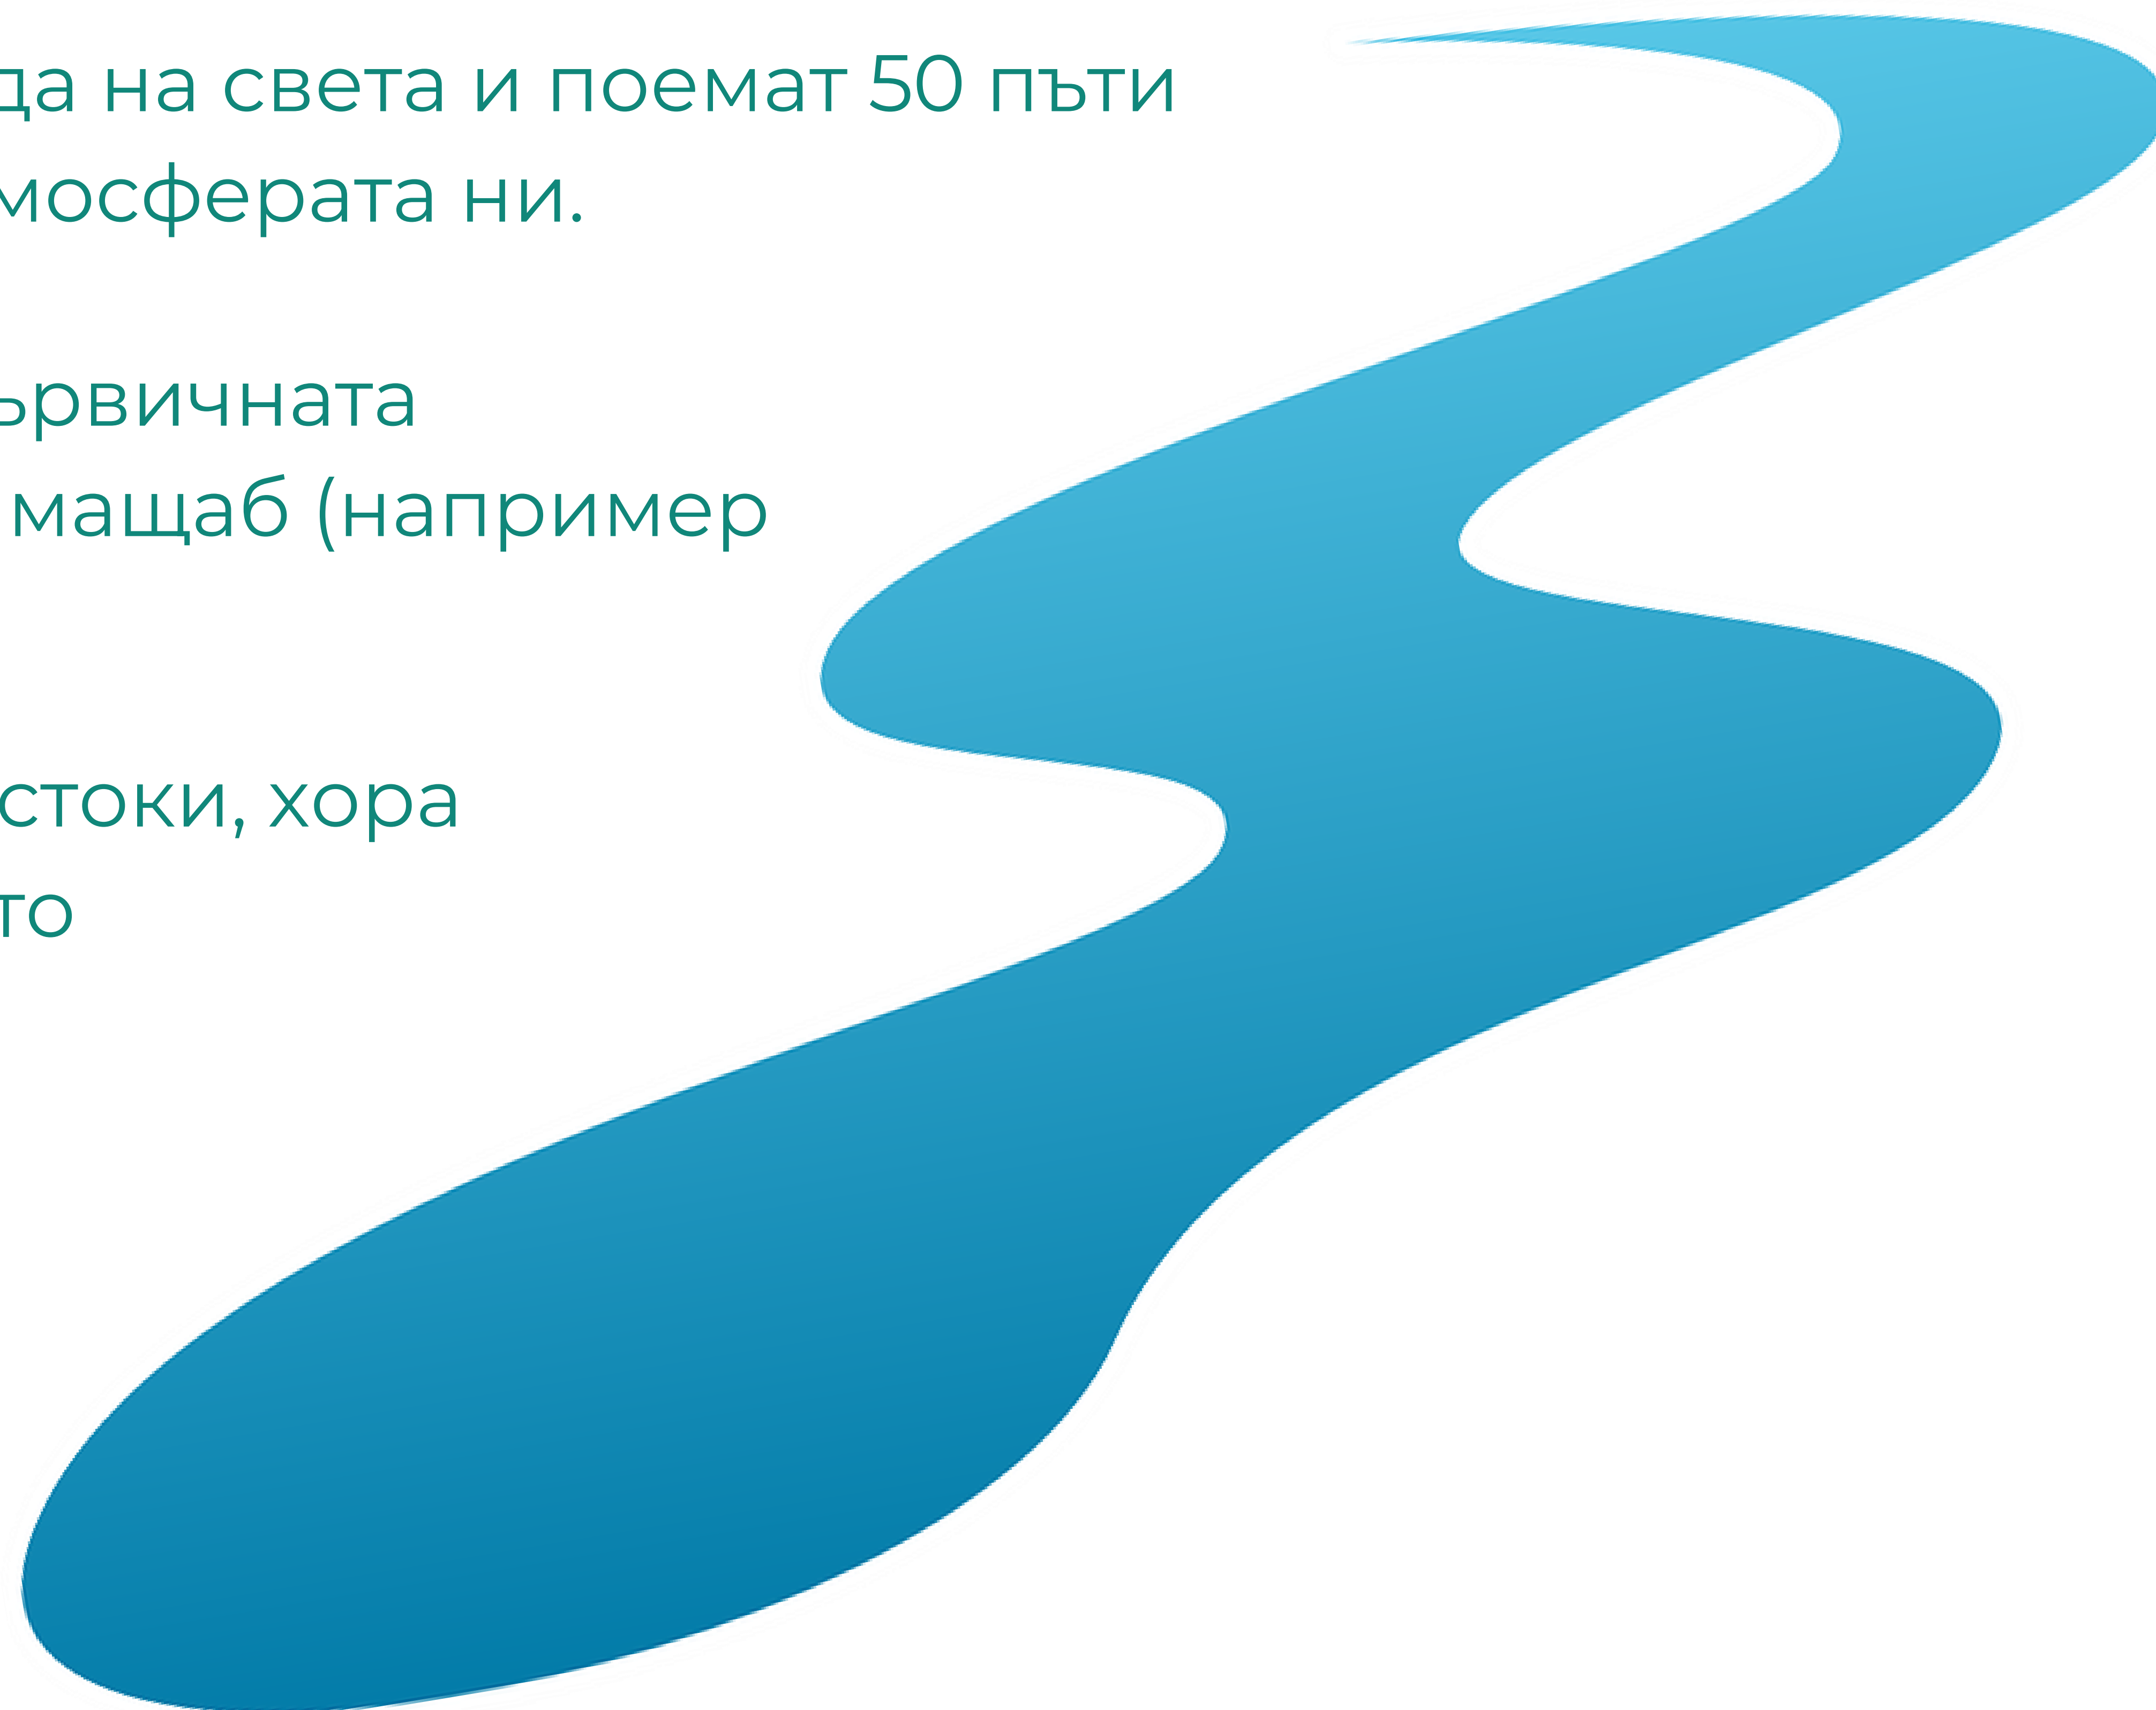 да на света и поемат 50 пъти
мосферата ни.
ървичната
мащаб (например
стоки, хора
то